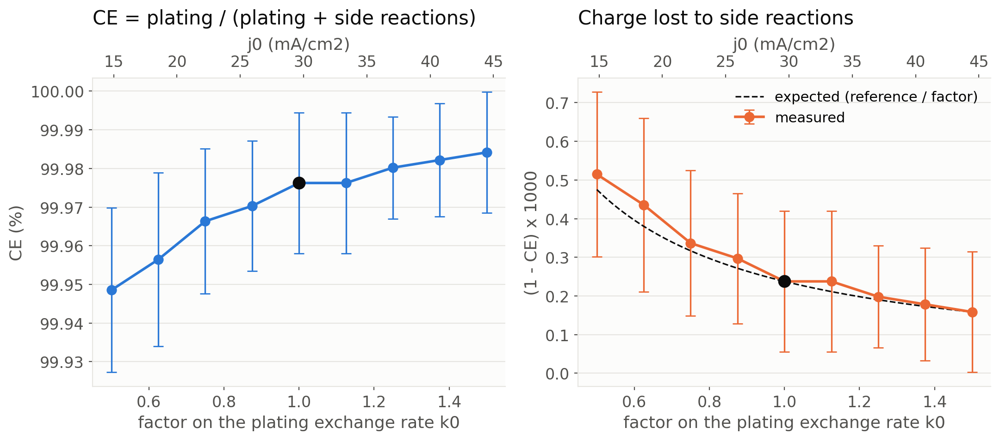 CE = plating / (plating + side reactions)
j0 (mA/cm2)
15 20 25 30 35 40 45
100.00
99.99
99.98
99.97
99.96
99.95
99.94
99.93
CE (%)
0.6 0.8 1.0 1.2 1.4
factor on the plating exchange rate k0
Charge lost to side reactions
j0 (mA/cm2)
15 20 25 30 35 40 45
expected (reference / factor)
measured
0.7
0.6
0.5
0.4
0.3
0.2
0.1
0.0
(1 - CE) x 1000
0.6 0.8 1.0 1.2 1.4
factor on the plating exchange rate k0